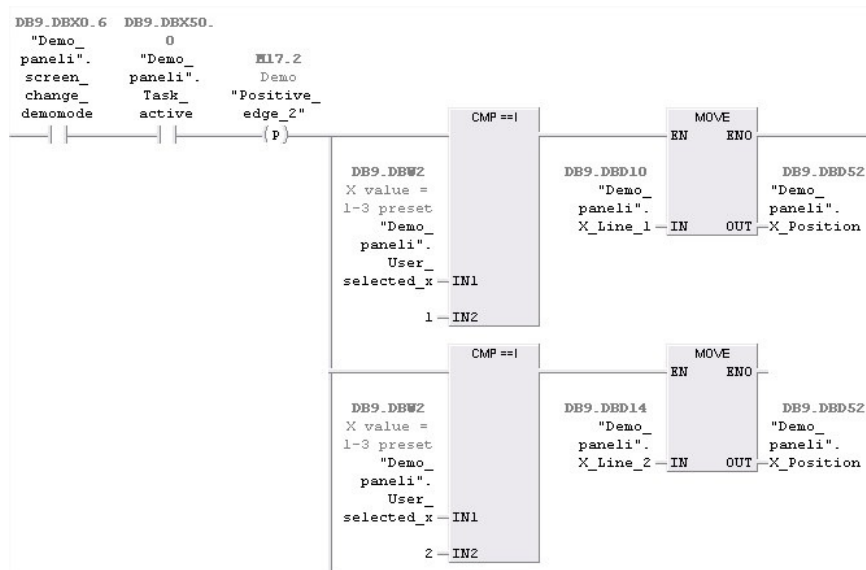 DB9.DBX0.6
"Demo_
paneli".
screen_
change_
demomode
DB9.DBX50.
0
"Demo_
paneli".
Task_
active
M17.2
Demo
"Positive_
edge_2"
(P)
CMP ==I
DB9.DBW2
X value =
1-3 preset
"Demo_
paneli".
User_
selected_x
IN1
1
IN2
MOVE
EN ENO
DB9.DBD10
"Demo_
paneli".
X_Line_1
IN OUT
DB9.DBD52
"Demo_
paneli".
X_Position
CMP ==I
DB9.DBW2
X value =
1-3 preset
"Demo_
paneli".
User_
selected_x
IN1
2
IN2
MOVE
EN ENO
DB9.DBD14
"Demo_
paneli".
X_Line_2
IN OUT
DB9.DBD52
"Demo_
paneli".
X_Position